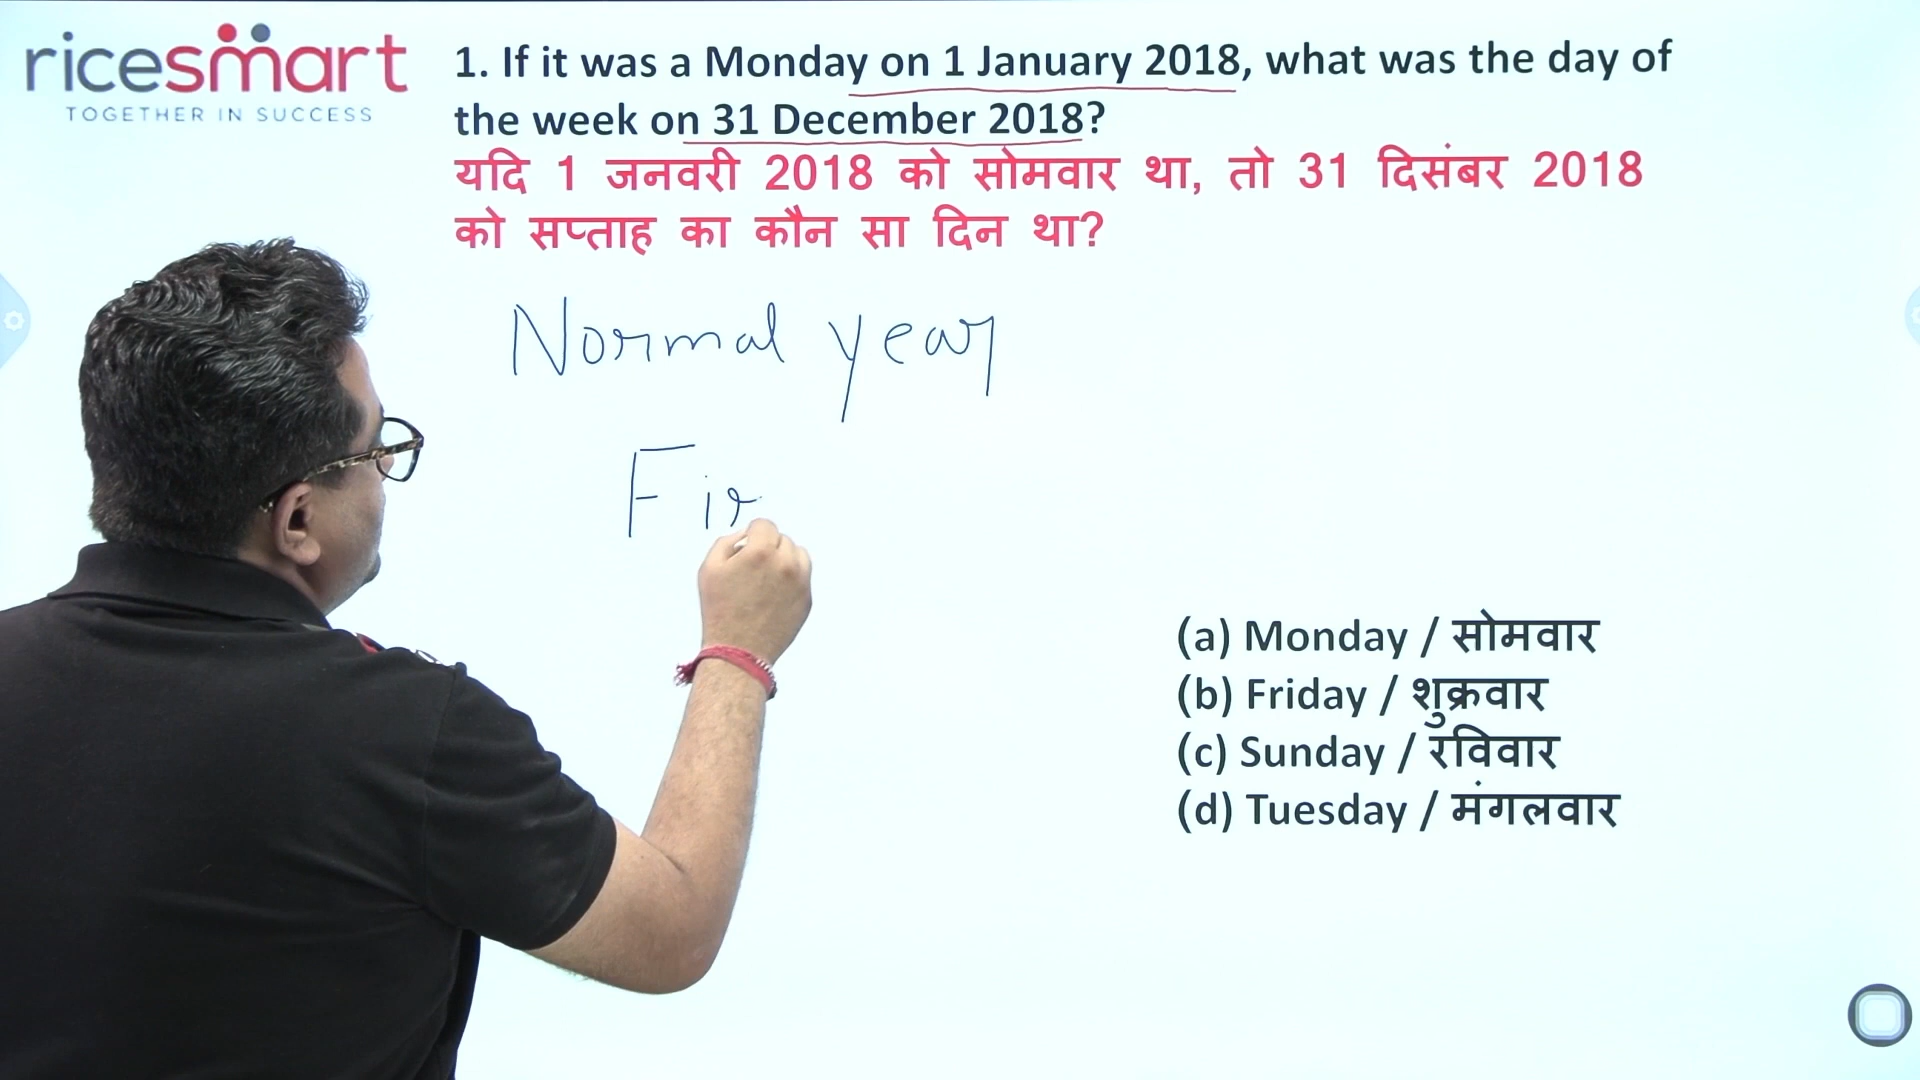 ricesmart
TOGETHER IN SUCCESS
1. If it was a Monday on 1 January 2018, what was the day of
the week on 31 December 2018?
यदि 1 जनवरी 2018 को सोमवार था, तो 31 दिसंबर 2018
को सप्ताह का कौन सा दिन था?
Normal year
Fir
(a) Monday / सोमवार
(b) Friday / शुक्रवार
(c) Sunday / रविवार
(d) Tuesday / मंगलवार